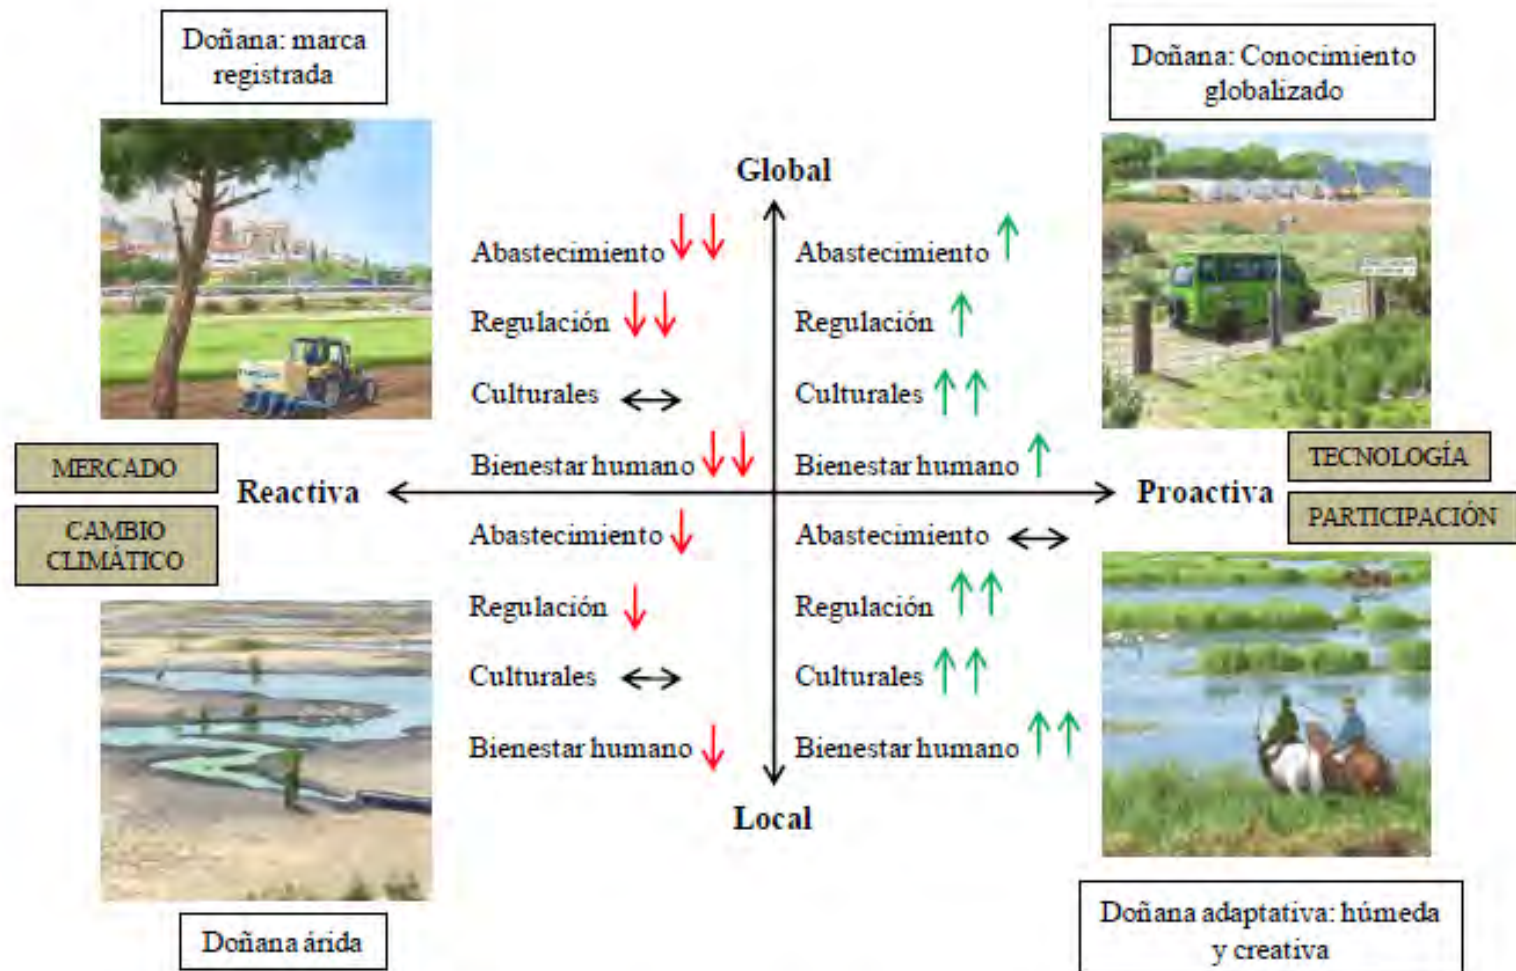 Doñana: marca
registrada
Doñana: Conocimiento
globalizado
Global
Abastecimiento ↓↓
Regulación ↓↓
Culturales ↔
Bienestar humano ↓↓
Abastecimiento ↑
Regulación ↑
Culturales ↑↑
Bienestar humano ↑
MERCADO
CAMBIO
CLIMÁTICO
Reactiva
Proactiva
TECNOLOGÍA
PARTICIPACIÓN
Abastecimiento ↓
Regulación ↓
Culturales ↔
Bienestar humano ↓
Abastecimiento ↔
Regulación ↑↑
Culturales ↑↑
Bienestar humano ↑↑
Local
Doñana árida
Doñana adaptativa: húmeda
y creativa